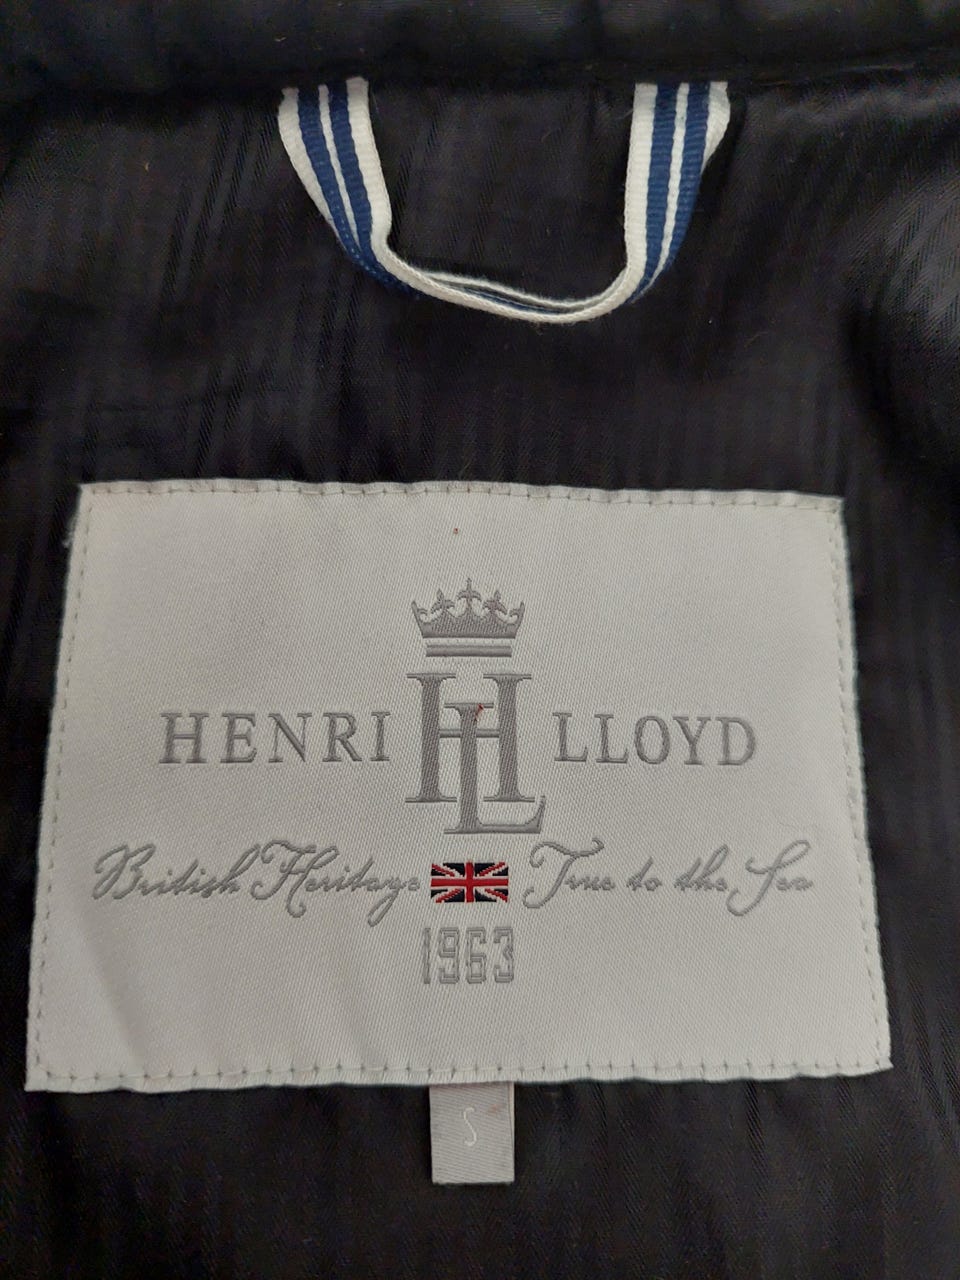 HENRI HL LLOYD
British Heritage True to the Sea
1963
S